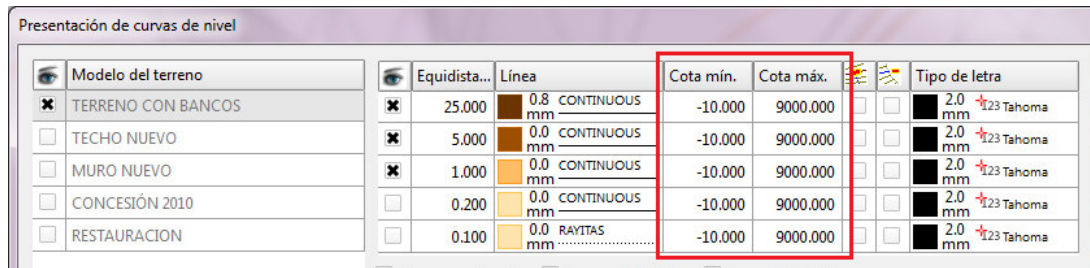 Presentación de curvas de nivel
Modelo del terreno
TERRENO CON BANCOS
TECHO NUEVO
MURO NUEVO
CONCESIÓN 2010
RESTAURACION
Equidista... Línea Cota mín. Cota máx. Tipo de letra
25.000 0.8 mm CONTINUOUS -10.000 9000.000 2.0 mm 123 Tahoma
5.000 0.0 mm CONTINUOUS -10.000 9000.000 2.0 mm 123 Tahoma
1.000 0.0 mm CONTINUOUS -10.000 9000.000 2.0 mm 123 Tahoma
0.200 0.0 mm CONTINUOUS -10.000 9000.000 2.0 mm 123 Tahoma
0.100 0.0 mm RAYITAS -10.000 9000.000 2.0 mm 123 Tahoma